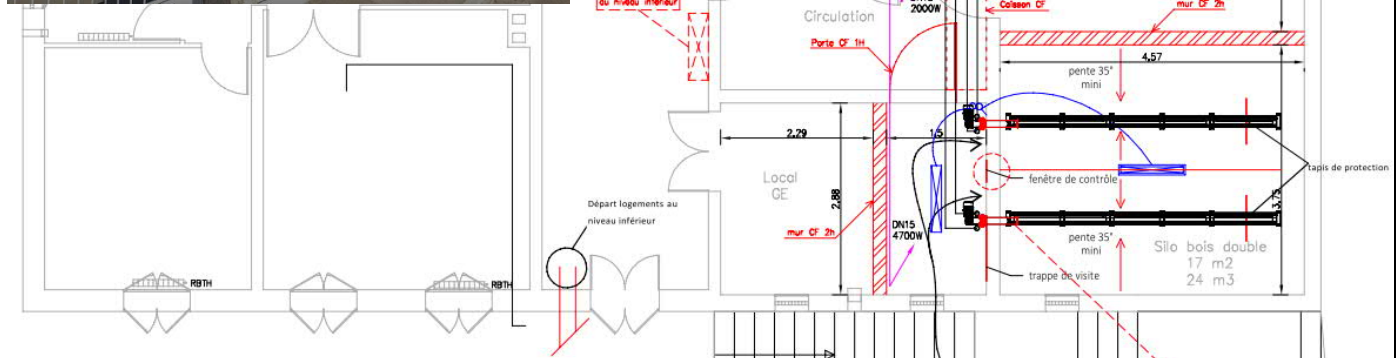 au niveau inférieur
2000W
Caisson CF
mur CF 2h
Circulation
Porte CF 1H
4,57
pente 35°
mini
2,29
1,5
Local
GE
2,88
fenêtre de contrôle
tapis de protection
Départ logements au
niveau inférieur
mur CF 2h
DN15
4700W
3,75
pente 35°
mini
Silo bois double
17 m2
24 m3
trappe de visite
RBTH
RBTH